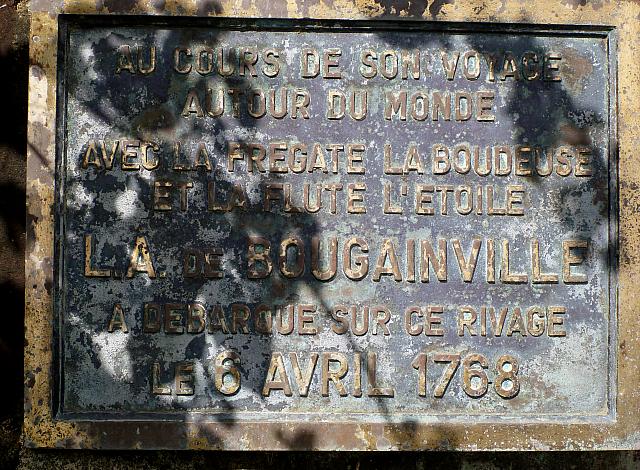 AU COURS DE SON VOYAGE
AUTOUR DU MONDE
AVEC LA FREGATE LA BOUDEUSE
ET LA FLUTE L'ETOILE
L.A. DE BOUGAINVILLE
A DEBARQUE SUR CE RIVAGE
LE 6 AVRIL 1768